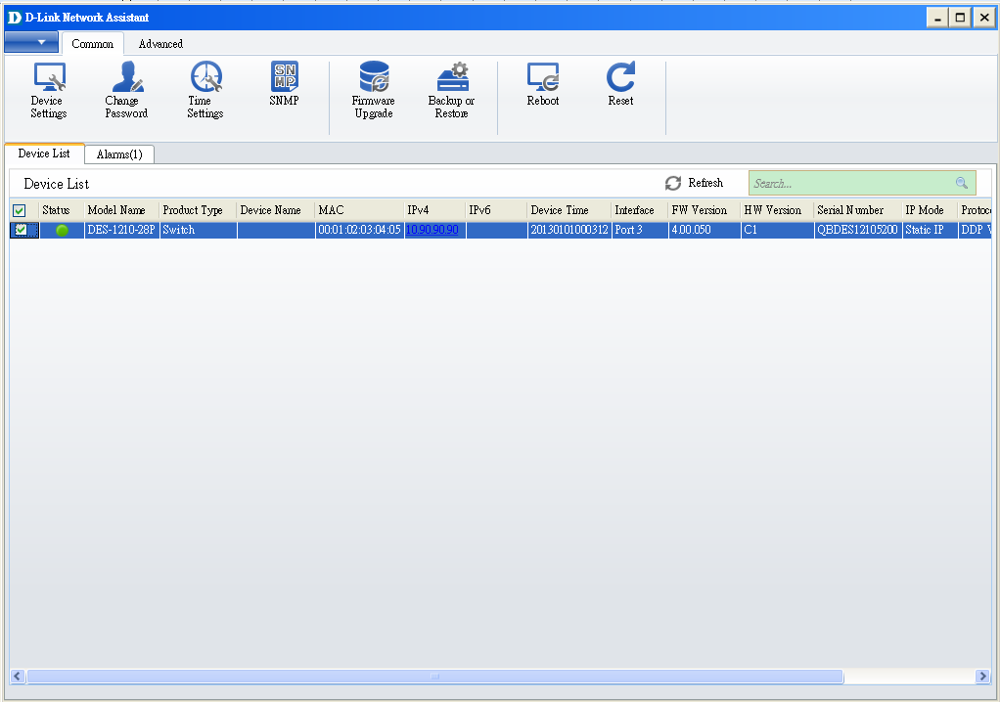 D-Link Network Assistant
Common Advanced
Device Settings
Change Password
Time Settings
SNMP
Firmware Upgrade
Backup or Restore
Reboot
Reset
Device List Alarms(1)
Device List Refresh Search...
Status Model Name Product Type Device Name MAC IPv4 IPv6 Device Time Interface FW Version HW Version Serial Number IP Mode Protoc
DES-1210-28P Switch 00:01:02:03:04:05 10.90.90.90 20130101000312 Port 3 4.00.050 C1 QBDES12105200 Static IP DDP V